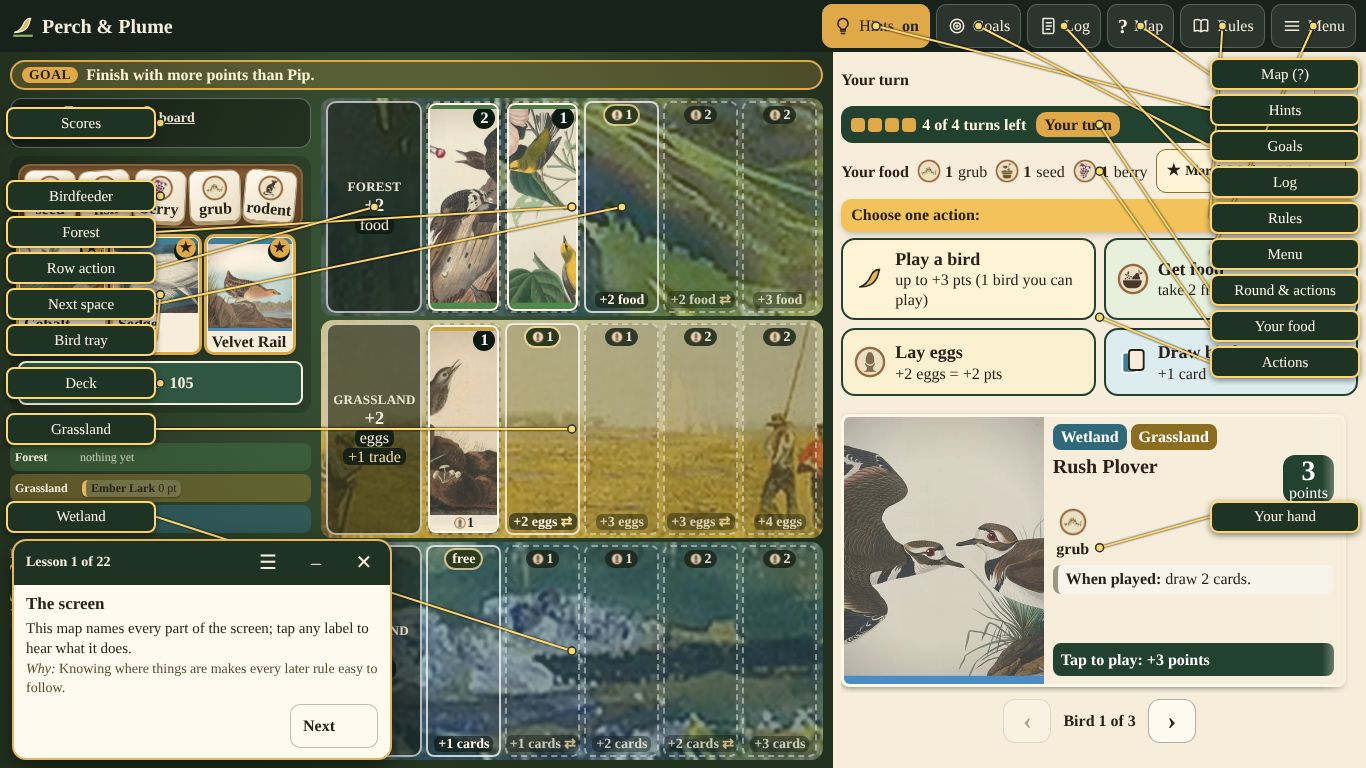 Perch & Plume
Hints on
Goals
Log
? Map
Rules
Menu
GOAL Finish with more points than Pip.
Scores
board
Birdfeeder
Forest
Row action
Next space
Bird tray
Deck
105
Grassland
Wetland
berry
grub
rodent
Velvet Rail
Forest nothing yet
Grassland Ember Lark 0 pt
FOREST
+2
food
2
1
1
2
2
+2 food
+2 food
+3 food
GRASSLAND
+2
eggs
+1 trade
1
1
1
1
2
2
+2 eggs
+3 eggs
+3 eggs
+4 eggs
free
1
1
2
2
+1 cards
+1 cards
+2 cards
+2 cards
+3 cards
Lesson 1 of 22
The screen
This map names every part of the screen; tap any label to
hear what it does.
Why: Knowing where things are makes every later rule easy to
follow.
Next
Your turn
4 of 4 turns left Your turn
Your food 1 grub 1 seed 1 berry
Choose one action:
Play a bird
up to +3 pts (1 bird you can
play)
Get food
Lay eggs
+2 eggs = +2 pts
+1 card
Map (?)
Hints
Goals
Log
Rules
Menu
Round & actions
Your food
Actions
Your hand
Wetland Grassland
Rush Plover
3
points
grub
When played: draw 2 cards.
Tap to play: +3 points
‹ Bird 1 of 3 ›